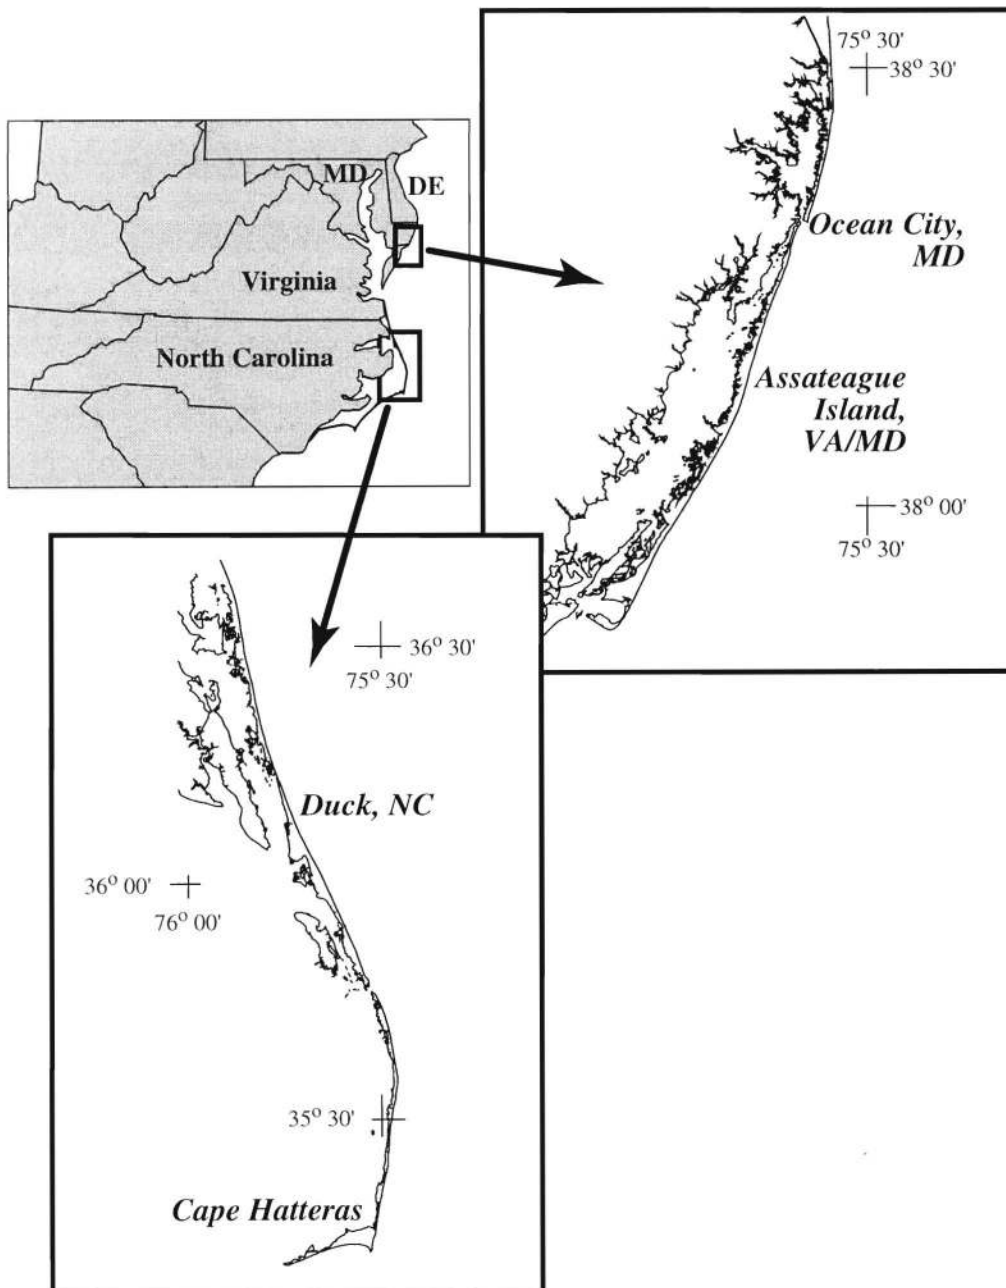 MD
DE
Virginia
North Carolina
75° 30'
38° 30'
Ocean City,
MD
Assateague
Island,
VA/MD
38° 00'
75° 30'
36° 30'
75° 30'
Duck, NC
36° 00'
76° 00'
35° 30'
Cape Hatteras